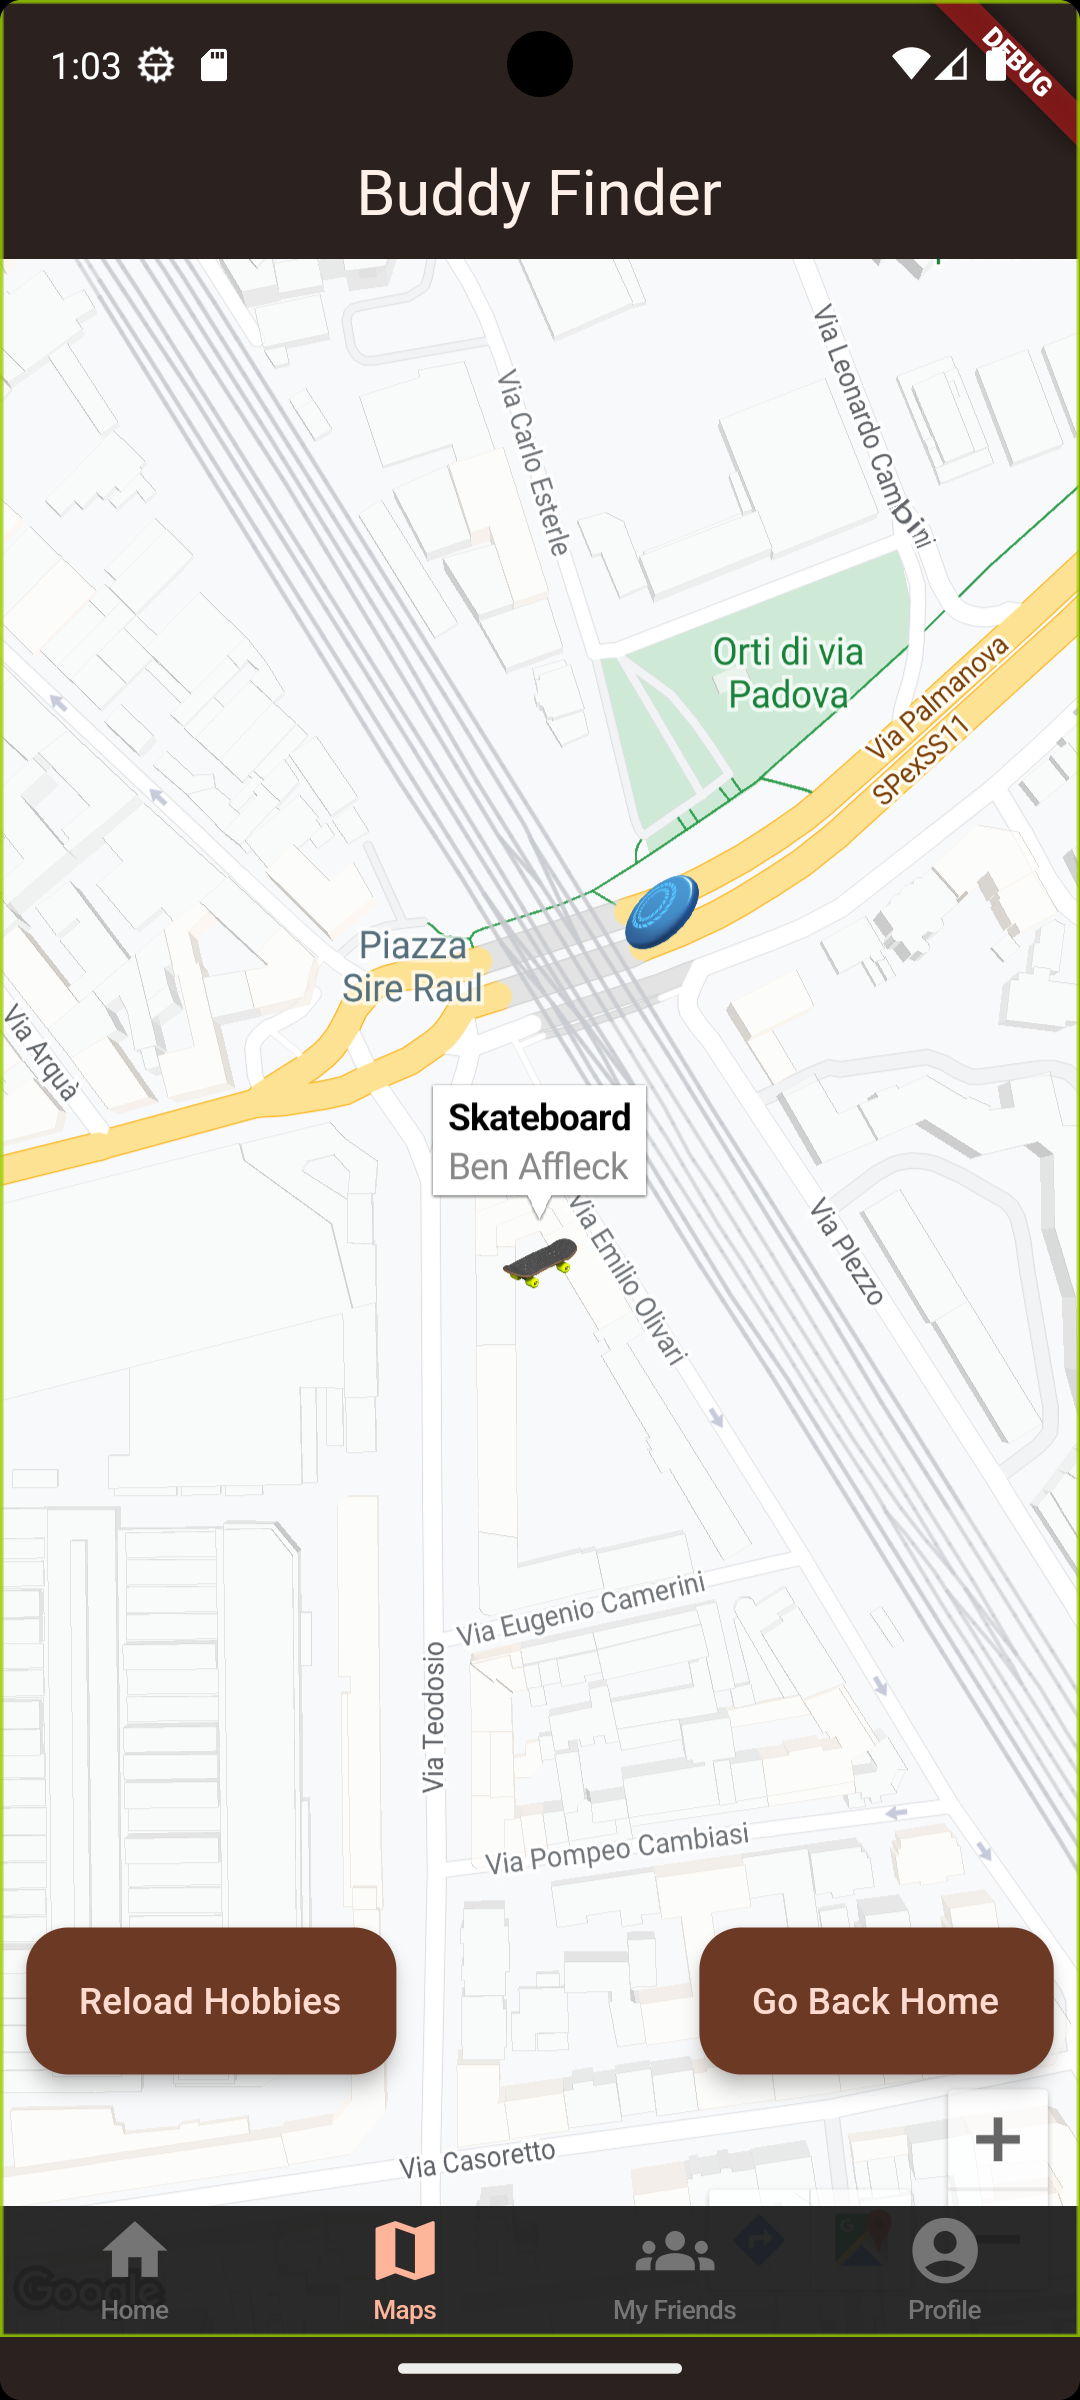 1:03
DEBUG
Buddy Finder
Via Leonardo Cambini
Via Carlo Esterle
Orti di via
Padova
Via Palmanova
SPexSS11
Piazza
Sire Raul
Via Arquà
Skateboard
Ben Affleck
Via Emilio Olivari
Via Plezzo
Via Eugenio Camerini
Via Teodosio
Via Pompeo Cambiasi
Reload Hobbies
Go Back Home
Via Casoretto
Google
Home
Maps
My Friends
Profile